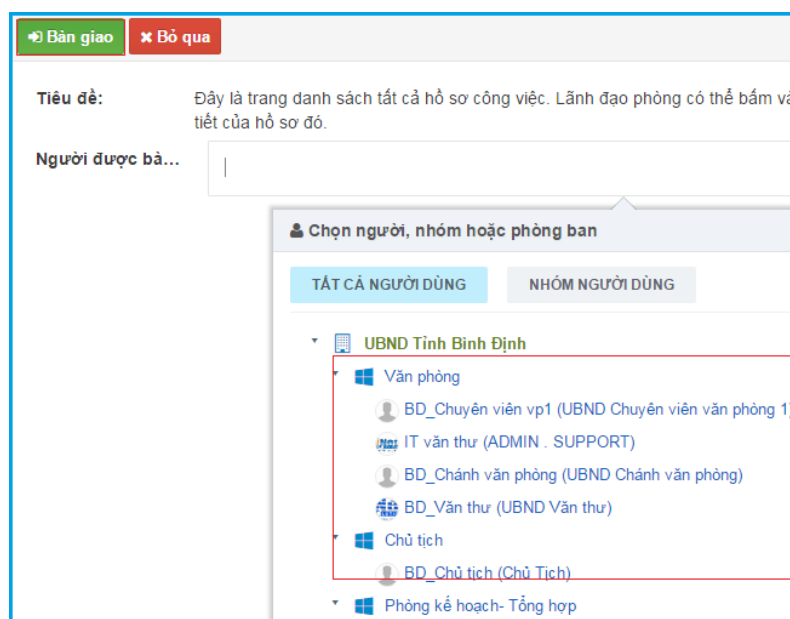 Bàn giao Bỏ qua
Tiêu đề: Đây là trang danh sách tất cả hồ sơ công việc. Lãnh đạo phòng có thể bấm và
tiết của hồ sơ đó.
Người được bà...
Chọn người, nhóm hoặc phòng ban
TẤT CẢ NGƯỜI DÙNG NHÓM NGƯỜI DÙNG
UBND Tỉnh Bình Định
Văn phòng
BD_Chuyên viên vp1 (UBND Chuyên viên văn phòng 1)
IT văn thư (ADMIN . SUPPORT)
BD_Chánh văn phòng (UBND Chánh văn phòng)
BD_Văn thư (UBND Văn thư)
Chủ tịch
BD_Chủ tịch (Chủ Tịch)
Phòng kế hoạch- Tổng hợp